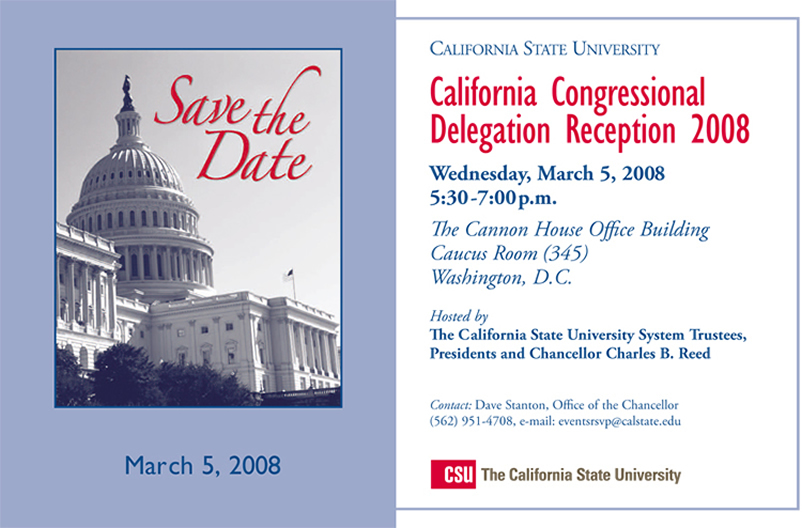 Save the
Date
March 5, 2008
CALIFORNIA STATE UNIVERSITY
California Congressional
Delegation Reception 2008
Wednesday, March 5, 2008
5:30-7:00 p.m.
The Cannon House Office Building
Caucus Room (345)
Washington, D.C.
Hosted by
The California State University System Trustees,
Presidents and Chancellor Charles B. Reed
Contact: Dave Stanton, Office of the Chancellor
(562) 951-4708, e-mail: eventsrsvp@calstate.edu
CSU The California State University